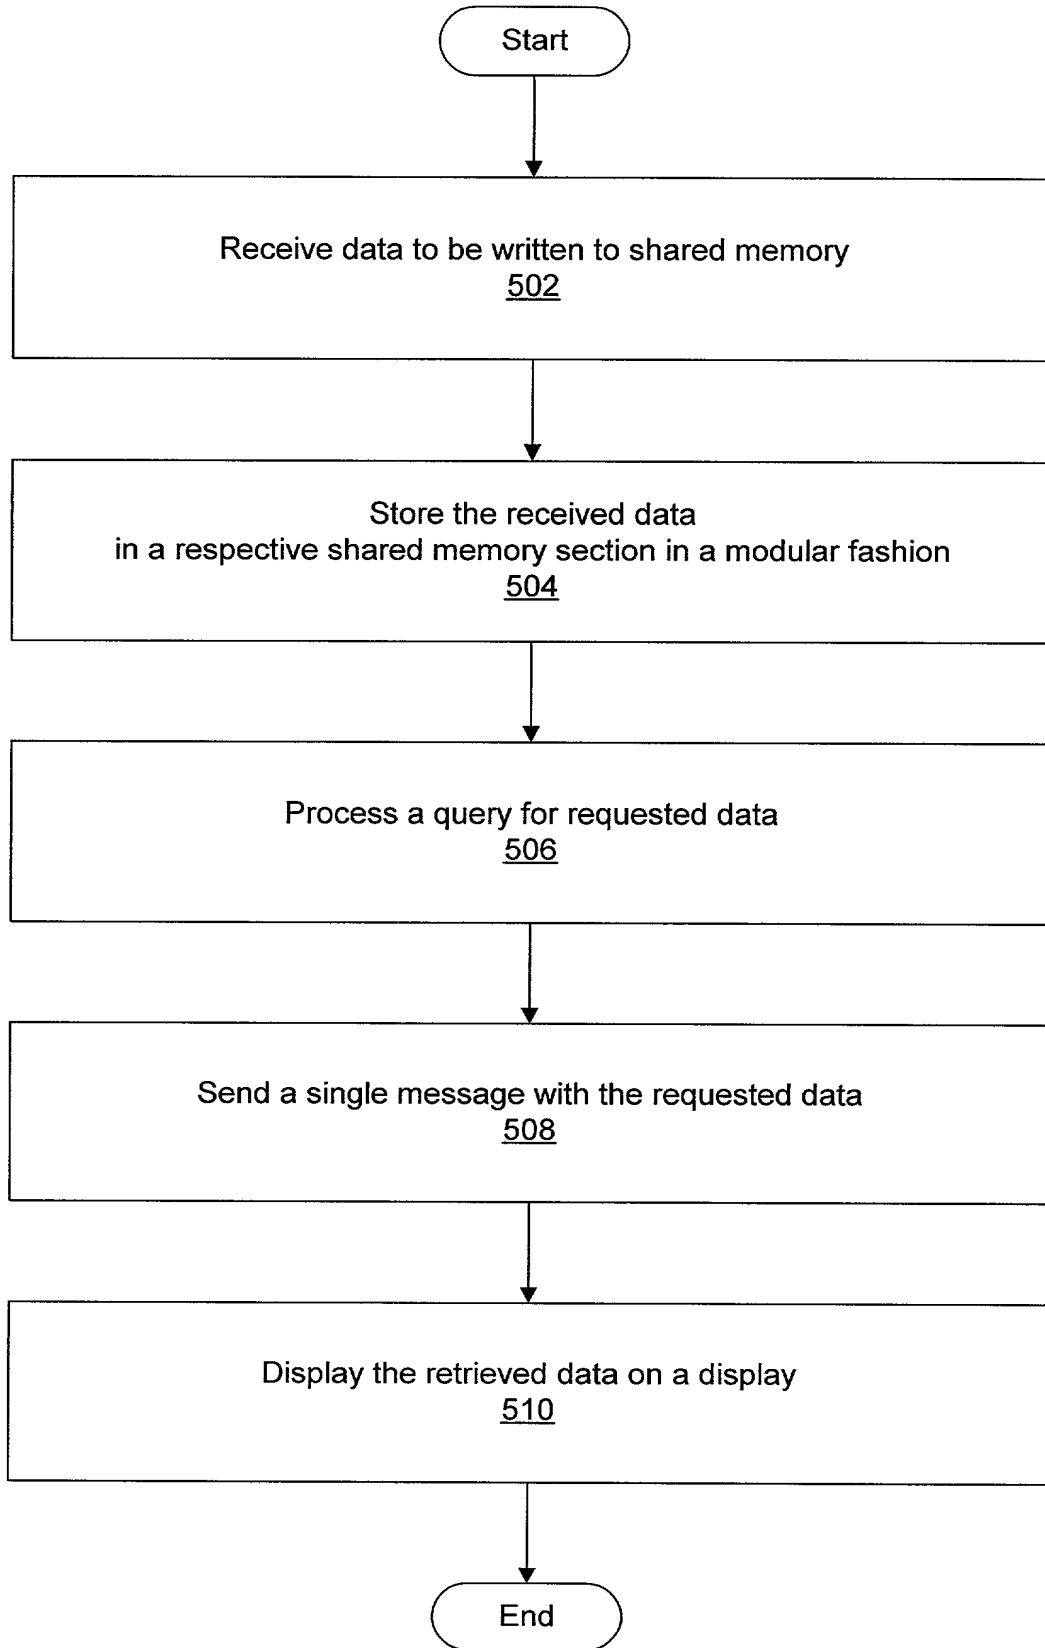 Start
Receive data to be written to shared memory
502
Store the received data
in a respective shared memory section in a modular fashion
504
Process a query for requested data
506
Send a single message with the requested data
508
Display the retrieved data on a display
510
End